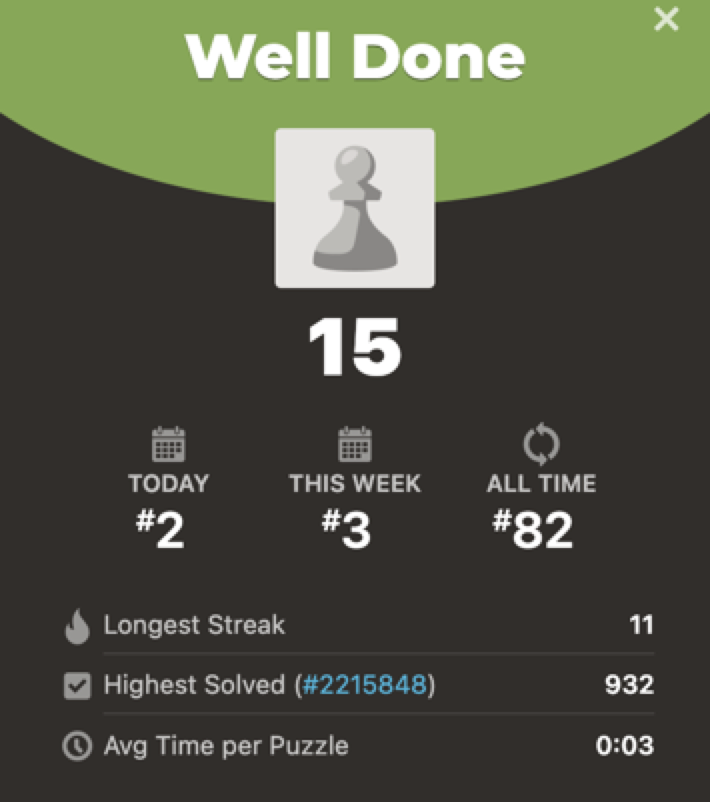 Well Done
15
TODAY THIS WEEK ALL TIME
#2 #3 #82
Longest Streak 11
Highest Solved (#2215848) 932
Avg Time per Puzzle 0:03